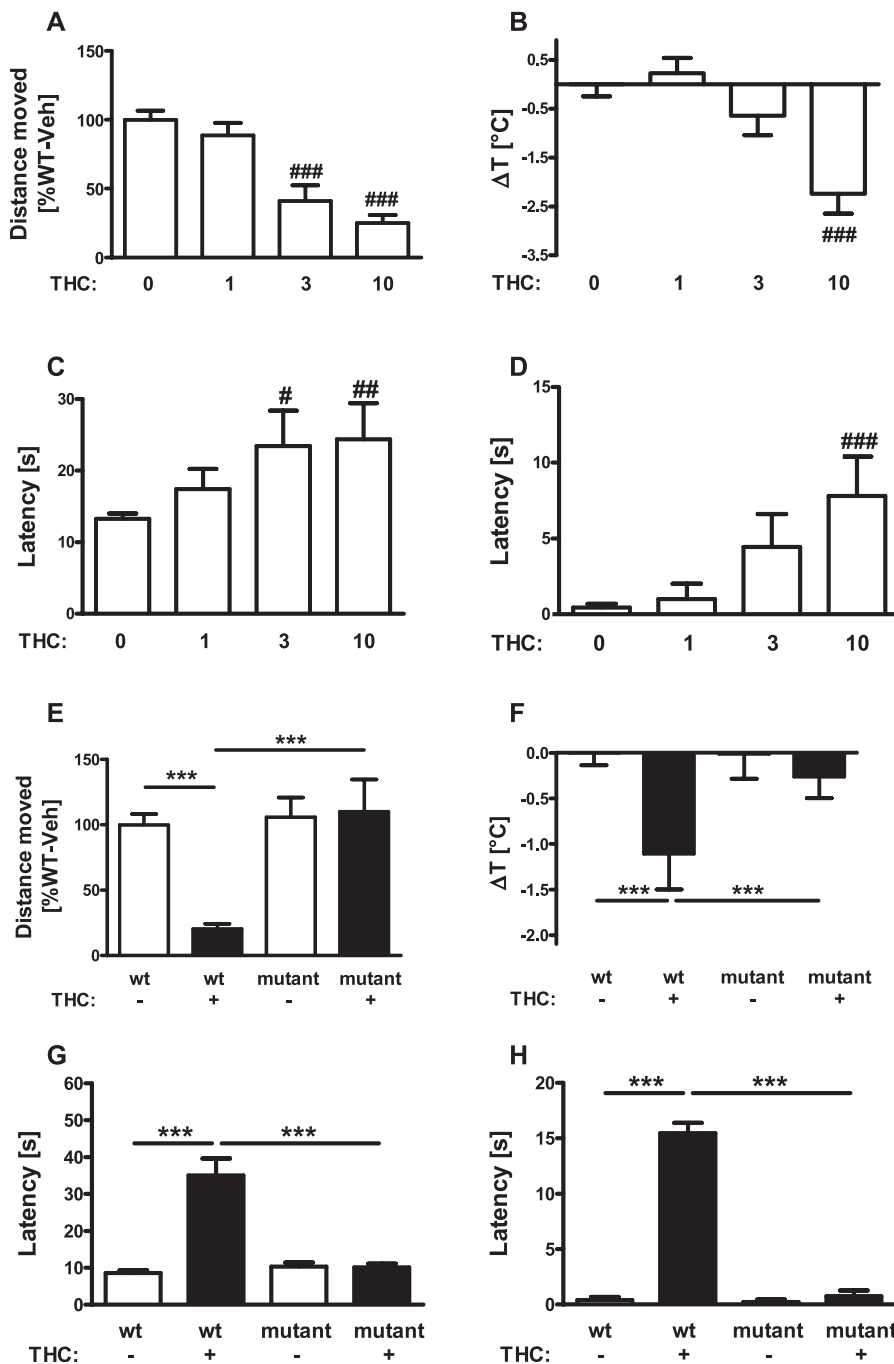 A
Distance moved
[%WT-Veh]
150
100
50
0
###
###
THC: 0 1 3 10
B
ΔT [°C]
0.5
-0.5
-1.5
-2.5
-3.5
###
THC: 0 1 3 10
C
Latency [s]
30
20
10
0
#
##
THC: 0 1 3 10
D
Latency [s]
15
10
5
0
###
THC: 0 1 3 10
E
Distance moved
[%WT-Veh]
150
100
50
0
***
***
wt wt mutant mutant
THC: - + - +
F
ΔT [°C]
0.0
-0.5
-1.0
-1.5
-2.0
***
***
wt wt mutant mutant
THC: - + - +
G
Latency [s]
60
50
40
30
20
10
0
***
***
wt wt mutant mutant
THC: - + - +
H
Latency [s]
20
15
10
5
0
***
***
wt wt mutant mutant
THC: - + - +